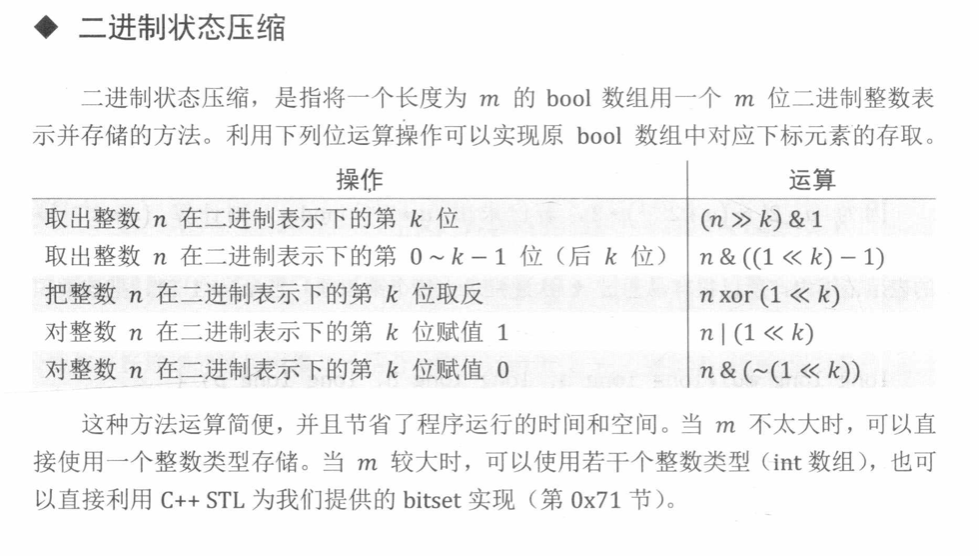 ◆ 二进制状态压缩
二进制状态压缩，是指将一个长度为 m 的 bool 数组用一个 m 位二进制整数表
示并存储的方法。利用下列位运算操作可以实现原 bool 数组中对应下标元素的存取。
操作 运算
取出整数 n 在二进制表示下的第 k 位 (n ≫ k) & 1
取出整数 n 在二进制表示下的第 0 ~ k − 1 位（后 k 位） n & ((1 ≪ k) − 1)
把整数 n 在二进制表示下的第 k 位取反 n xor (1 ≪ k)
对整数 n 在二进制表示下的第 k 位赋值 1 n | (1 ≪ k)
对整数 n 在二进制表示下的第 k 位赋值 0 n & (~(1 ≪ k))
这种方法运算简便，并且节省了程序运行的时间和空间。当 m 不太大时，可以直
接使用一个整数类型存储。当 m 较大时，可以使用若干个整数类型（int 数组），也可
以直接利用 C++ STL 为我们提供的 bitset 实现（第 0x71 节）。